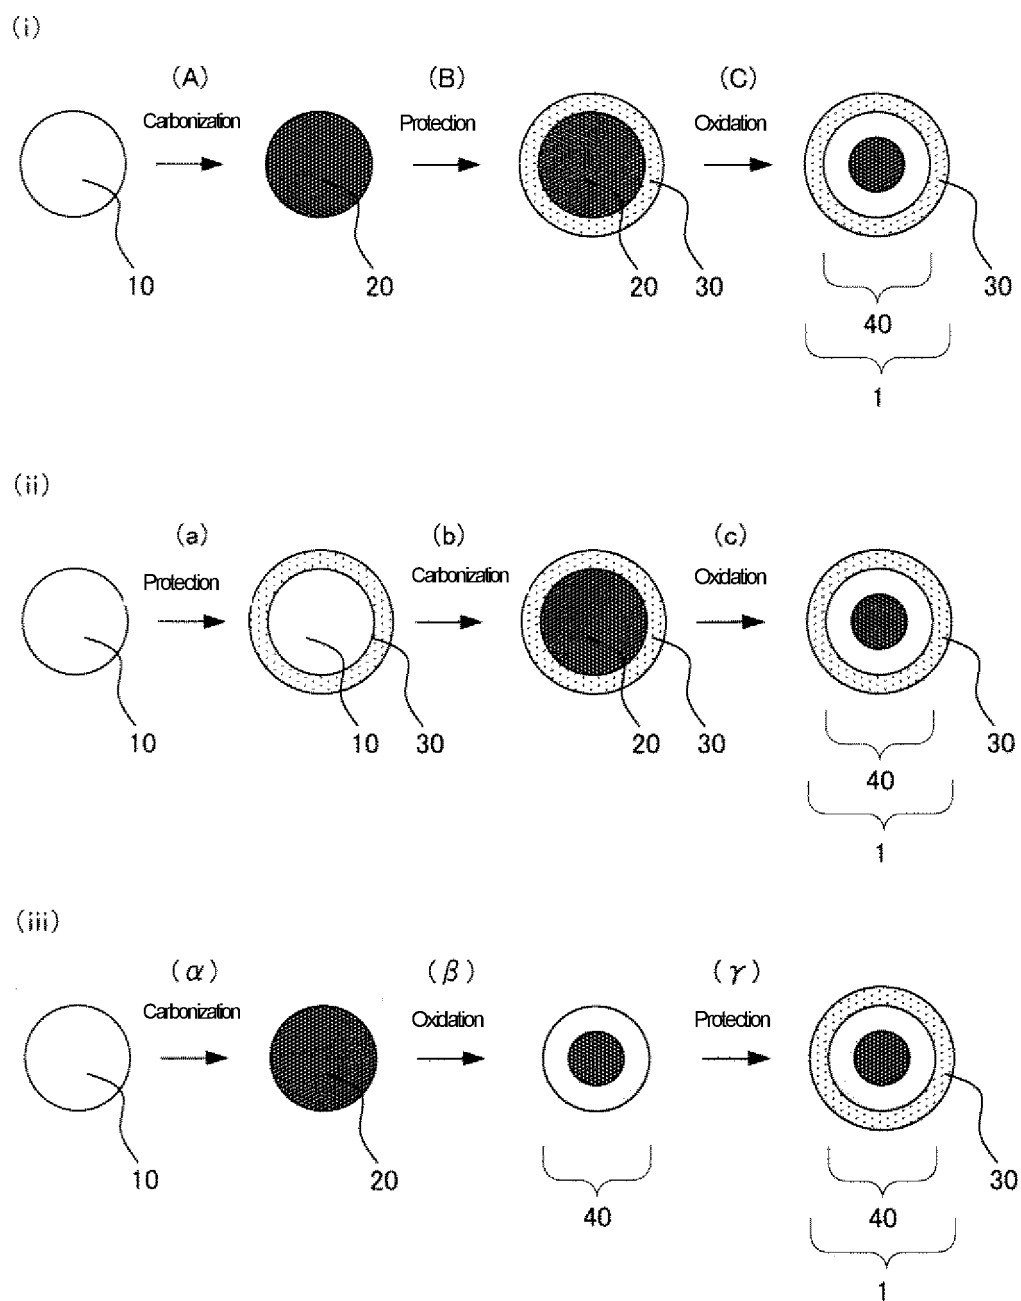 (i)
(A) (B) (C)
Carbonization Protection Oxidation
10 20 20 30 30
40
1
(ii)
(a) (b) (c)
Protection Carbonization Oxidation
10 10 30 20 30 30
40
1
(iii)
(α) (β) (γ)
Carbonization Oxidation Protection
10 20 30
40 40
1